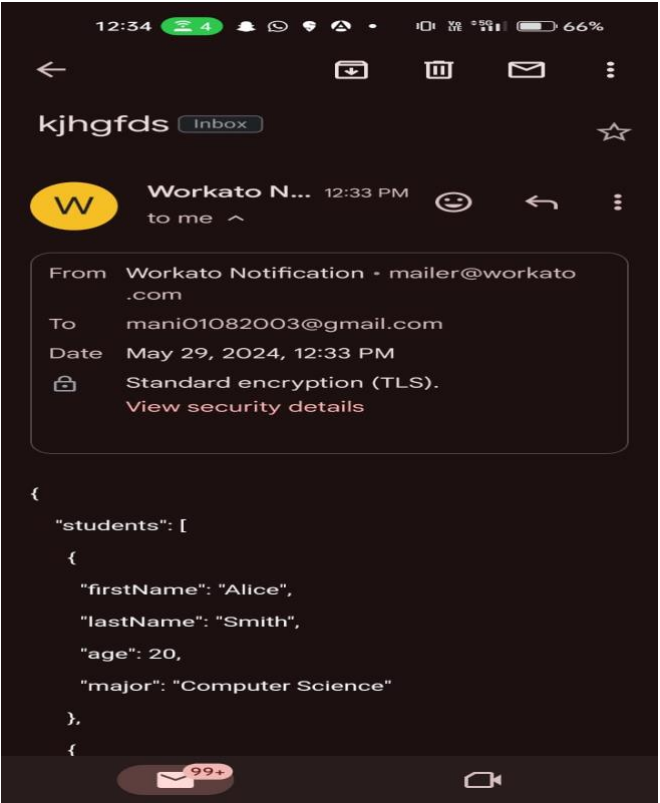 12:34 4 5G 66%
kjhgfds Inbox
W
Workato N... 12:33 PM
to me
From Workato Notification • mailer@workato
.com
To mani01082003@gmail.com
Date May 29, 2024, 12:33 PM
Standard encryption (TLS).
View security details
{
"students": [
{
"firstName": "Alice",
"lastName": "Smith",
"age": 20,
"major": "Computer Science"
},
{
99+